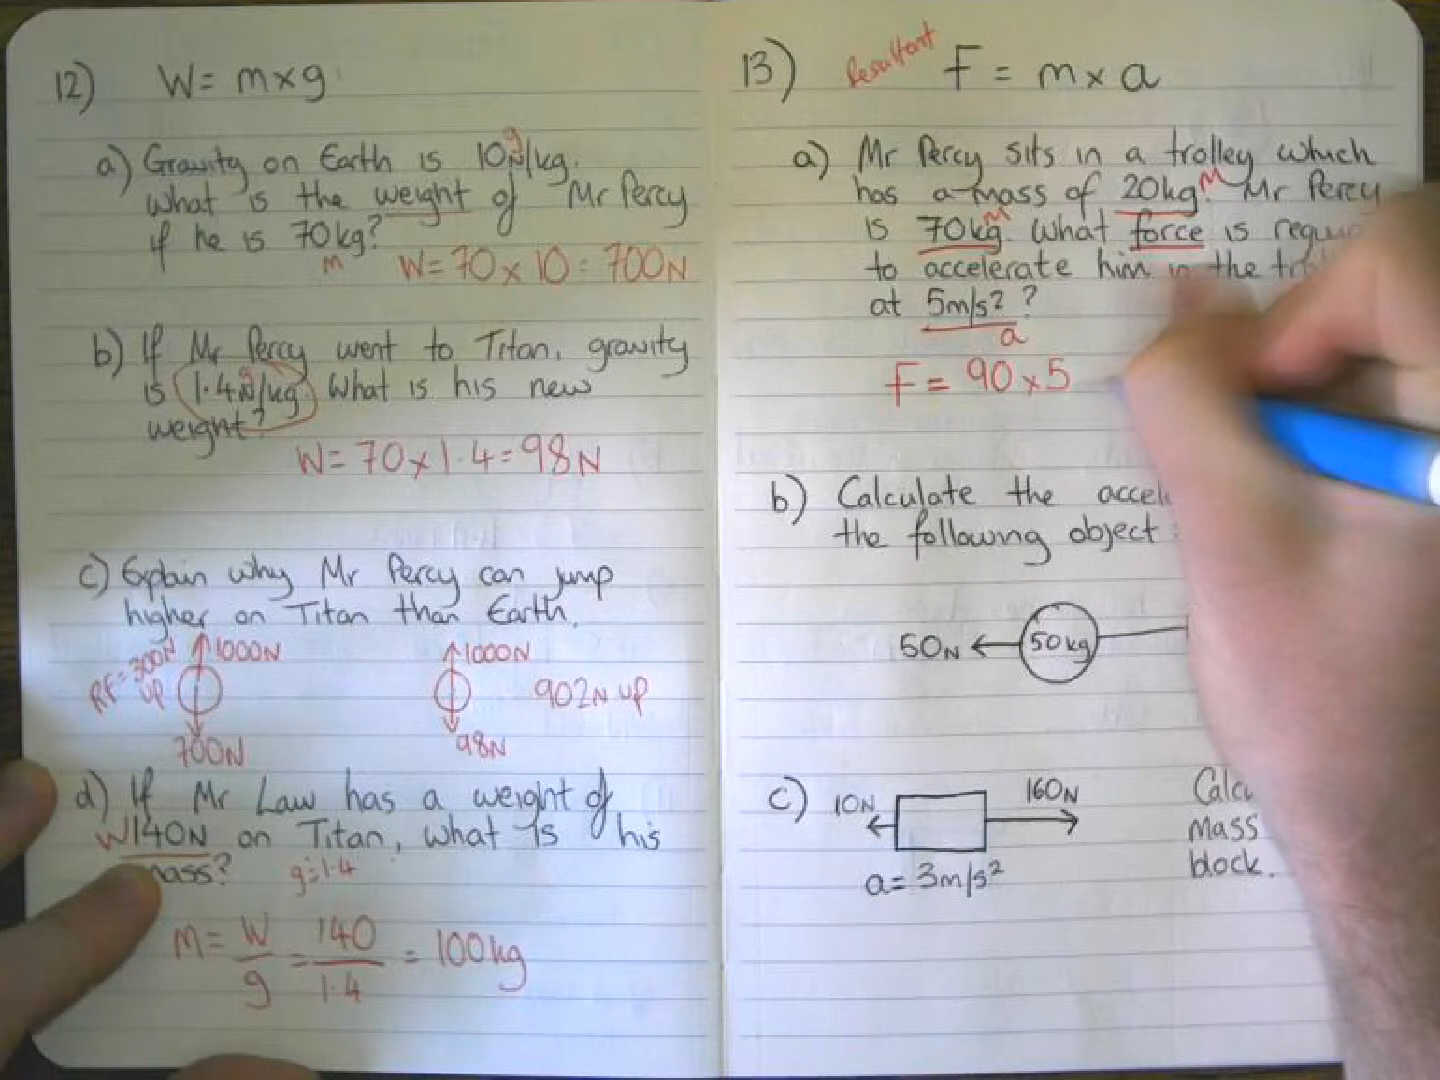 12) W = m x g
a) Gravity on Earth is 10N/kg.
g
What is the weight of Mr Percy
if he is 70kg?
m
W = 70 x 10 = 700N
b) If Mr Percy went to Titan, gravity
is 1.4N/kg. What is his new
g
weight?
W = 70 x 1.4 = 98N
c) Explain why Mr Percy can jump
higher on Titan than Earth.
RF = 300N
UP
1000N
700N
1000N
902N UP
98N
d) If Mr Law has a weight of
W 140N on Titan, what is his
mass?
g = 1.4
M = W/g = 140/1.4 = 100kg
13) Resultant F = m x a
a) Mr Percy sits in a trolley which
has a mass of 20kg. M Mr Percy
is 70kg. M What force is
to accelerate him in the
at 5m/s² ?
a
F = 90 x 5
b) Calculate the
the following object
50N 50kg
c) 10N 160N
a = 3m/s²
Mass
block.